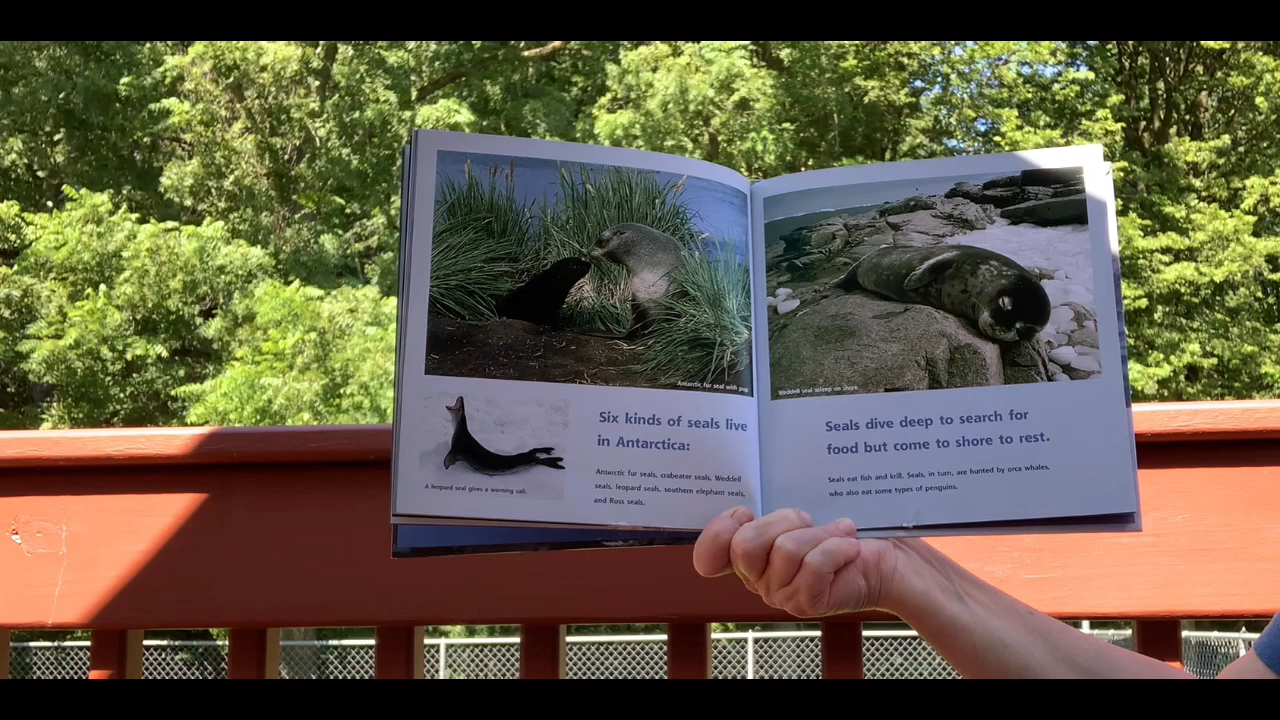 Antarctic fur seal with pup
A leopard seal gives a warning call.
Six kinds of seals live
in Antarctica:
Antarctic fur seals, crabeater seals, Weddell
seals, leopard seals, southern elephant seals,
and Ross seals.
Weddell seal asleep on shore
Seals dive deep to search for
food but come to shore to rest.
Seals eat fish and krill. Seals, in turn, are hunted by orca whales,
who also eat some types of penguins.